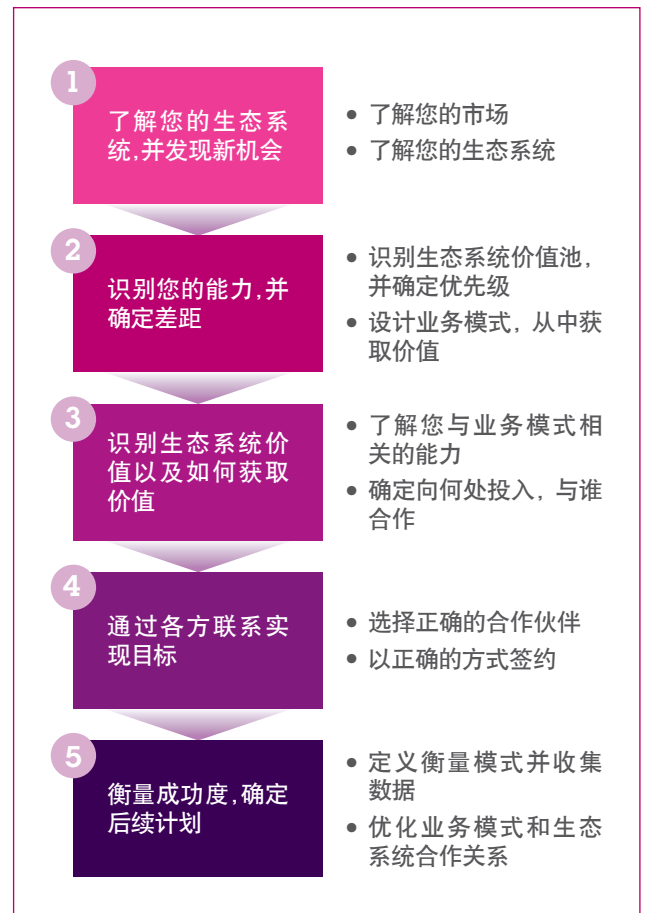 1
了解您的生态系
统,并发现新机会
• 了解您的市场
• 了解您的生态系统
2
识别您的能力,并
确定差距
• 识别生态系统价值池，
并确定优先级
• 设计业务模式，从中获
取价值
3
识别生态系统价
值以及如何获取
价值
• 了解您与业务模式相
关的能力
• 确定向何处投入，与谁
合作
4
通过各方联系实
现目标
• 选择正确的合作伙伴
• 以正确的方式签约
5
衡量成功度,确定
后续计划
• 定义衡量模式并收集
数据
• 优化业务模式和生态
系统合作关系